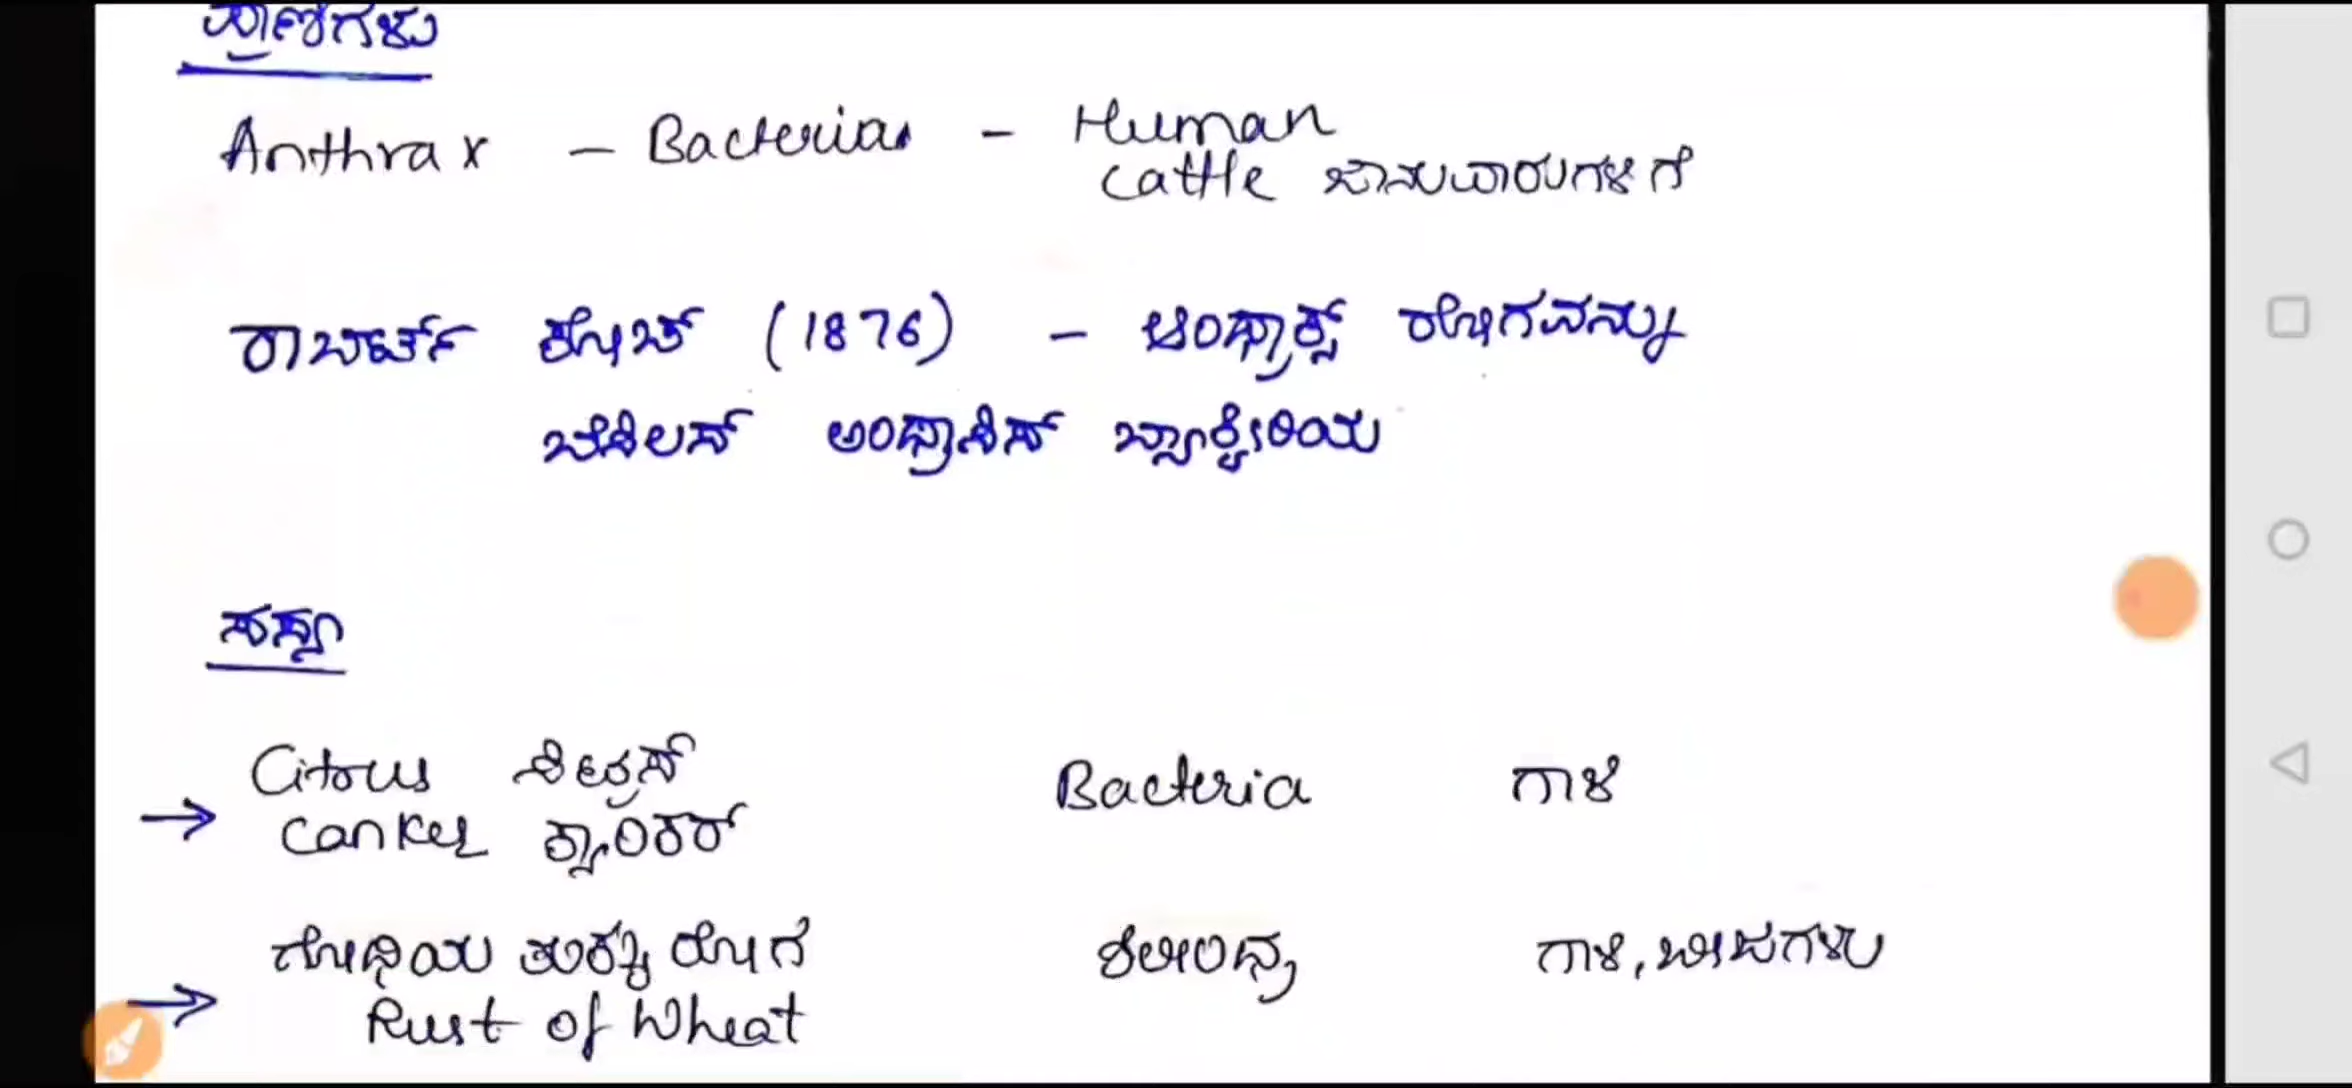 ಪ್ರಾಣಿಗಳು
Anthrax – Bacteria – Human
cattle ಜಾನುವಾರುಗಳಿಗೆ
ರಾಬರ್ಟ್ ಕೋಚ್ (1876) – ಆಂಥ್ರಾಕ್ಸ್ ರೋಗವನ್ನು
ಬೆಸಿಲಸ್ ಅಂಥ್ರಾಸಿಸ್ ಬ್ಯಾಕ್ಟೇರಿಯ
ಸಸ್ಯ
Citrus ಸಿಟ್ರಸ್ Bacteria ಗಾಳಿ
→ canker ಕ್ಯಾಂಕರ್
ಗೋಧಿಯ ತುಕ್ಕು ರೋಗ ಶಿಲೀಂಧ್ರ ಗಾಳಿ, ಬೀಜಗಳು
→ Rust of Wheat